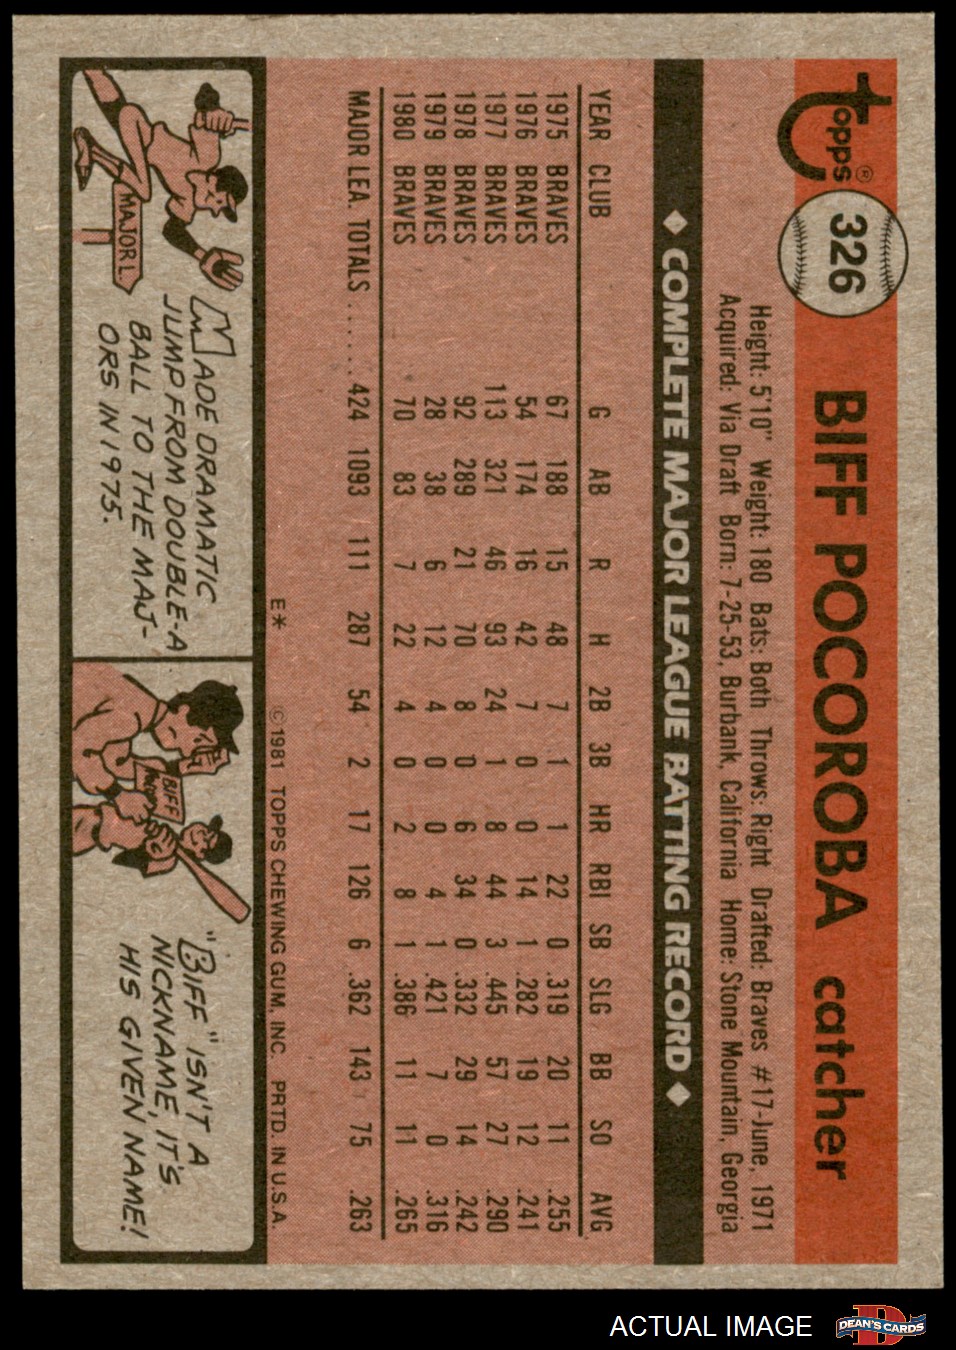 Topps®
326
BIFF POCOROBA catcher
Height: 5'10" Weight: 180 Bats: Both Throws: Right Drafted: Braves #17-June, 1971
Acquired: Via Draft Born: 7-25-53, Burbank, California Home: Stone Mountain, Georgia
◆ COMPLETE MAJOR LEAGUE BATTING RECORD ◆
YEAR CLUB G AB R H 2B 3B HR RBI SB SLG BB SO AVG
1975 BRAVES 67 188 15 48 7 1 1 22 0 .319 20 11 .255
1976 BRAVES 54 174 16 42 7 0 0 14 1 .282 19 12 .241
1977 BRAVES 113 321 46 93 24 1 8 44 3 .445 57 27 .290
1978 BRAVES 92 289 21 70 8 0 6 34 0 .332 29 14 .242
1979 BRAVES 28 38 6 12 4 0 0 4 1 .421 7 0 .316
1980 BRAVES 70 83 7 22 4 0 2 8 1 .386 11 11 .265
MAJOR LEA. TOTALS ..... 424 1093 111 287 54 2 17 126 6 .362 143 75 .263
E* ©1981 TOPPS CHEWING GUM, INC. PRTD. IN U.S.A.
MAJOR L.
MADE DRAMATIC
JUMP FROM DOUBLE-A
BALL TO THE MAJ-
ORS IN 1975.
BIFF
"BIFF" ISN'T A
NICKNAME, IT'S
HIS GIVEN NAME!
ACTUAL IMAGE
DEAN'S CARDS